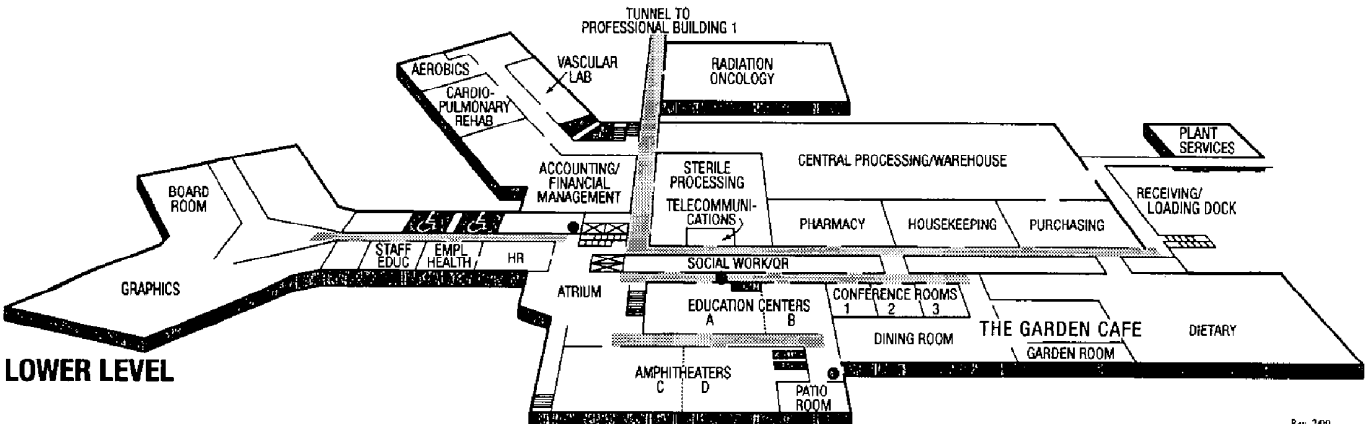 TUNNEL TO
PROFESSIONAL BUILDING 1
AEROBICS
VASCULAR
LAB
RADIATION
ONCOLOGY
CARDIO-
PULMONARY
REHAB
PLANT
SERVICES
ACCOUNTING/
FINANCIAL
MANAGEMENT
STERILE
PROCESSING
CENTRAL PROCESSING/WAREHOUSE
BOARD
ROOM
TELECOMMUNI-
CATIONS
RECEIVING/
LOADING DOCK
PHARMACY
HOUSEKEEPING
PURCHASING
STAFF
EDUC
EMPL
HEALTH
HR
SOCIAL WORK/QR
GRAPHICS
ATRIUM
EDUCATION CENTERS
A
B
CONFERENCE ROOMS
1
2
3
DINING ROOM
THE GARDEN CAFE
GARDEN ROOM
DIETARY
LOWER LEVEL
AMPHITHEATERS
C
D
PATIO
ROOM